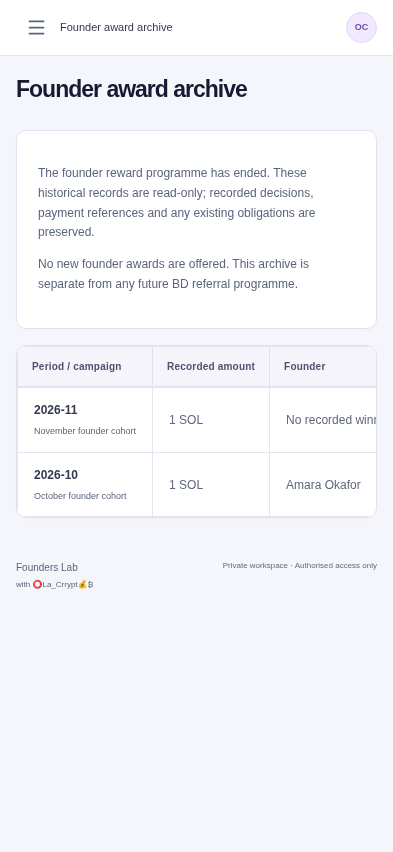 Founder award archive
OC
Founder award archive
The founder reward programme has ended. These
historical records are read-only; recorded decisions,
payment references and any existing obligations are
preserved.
No new founder awards are offered. This archive is
separate from any future BD referral programme.
Period / campaign Recorded amount Founder
2026-11
November founder cohort
1 SOL
No recorded
2026-10
October founder cohort
1 SOL
Amara Okafor
Founders Lab
Private workspace · Authorised access only
with ⭕La_Crrypt💰₿